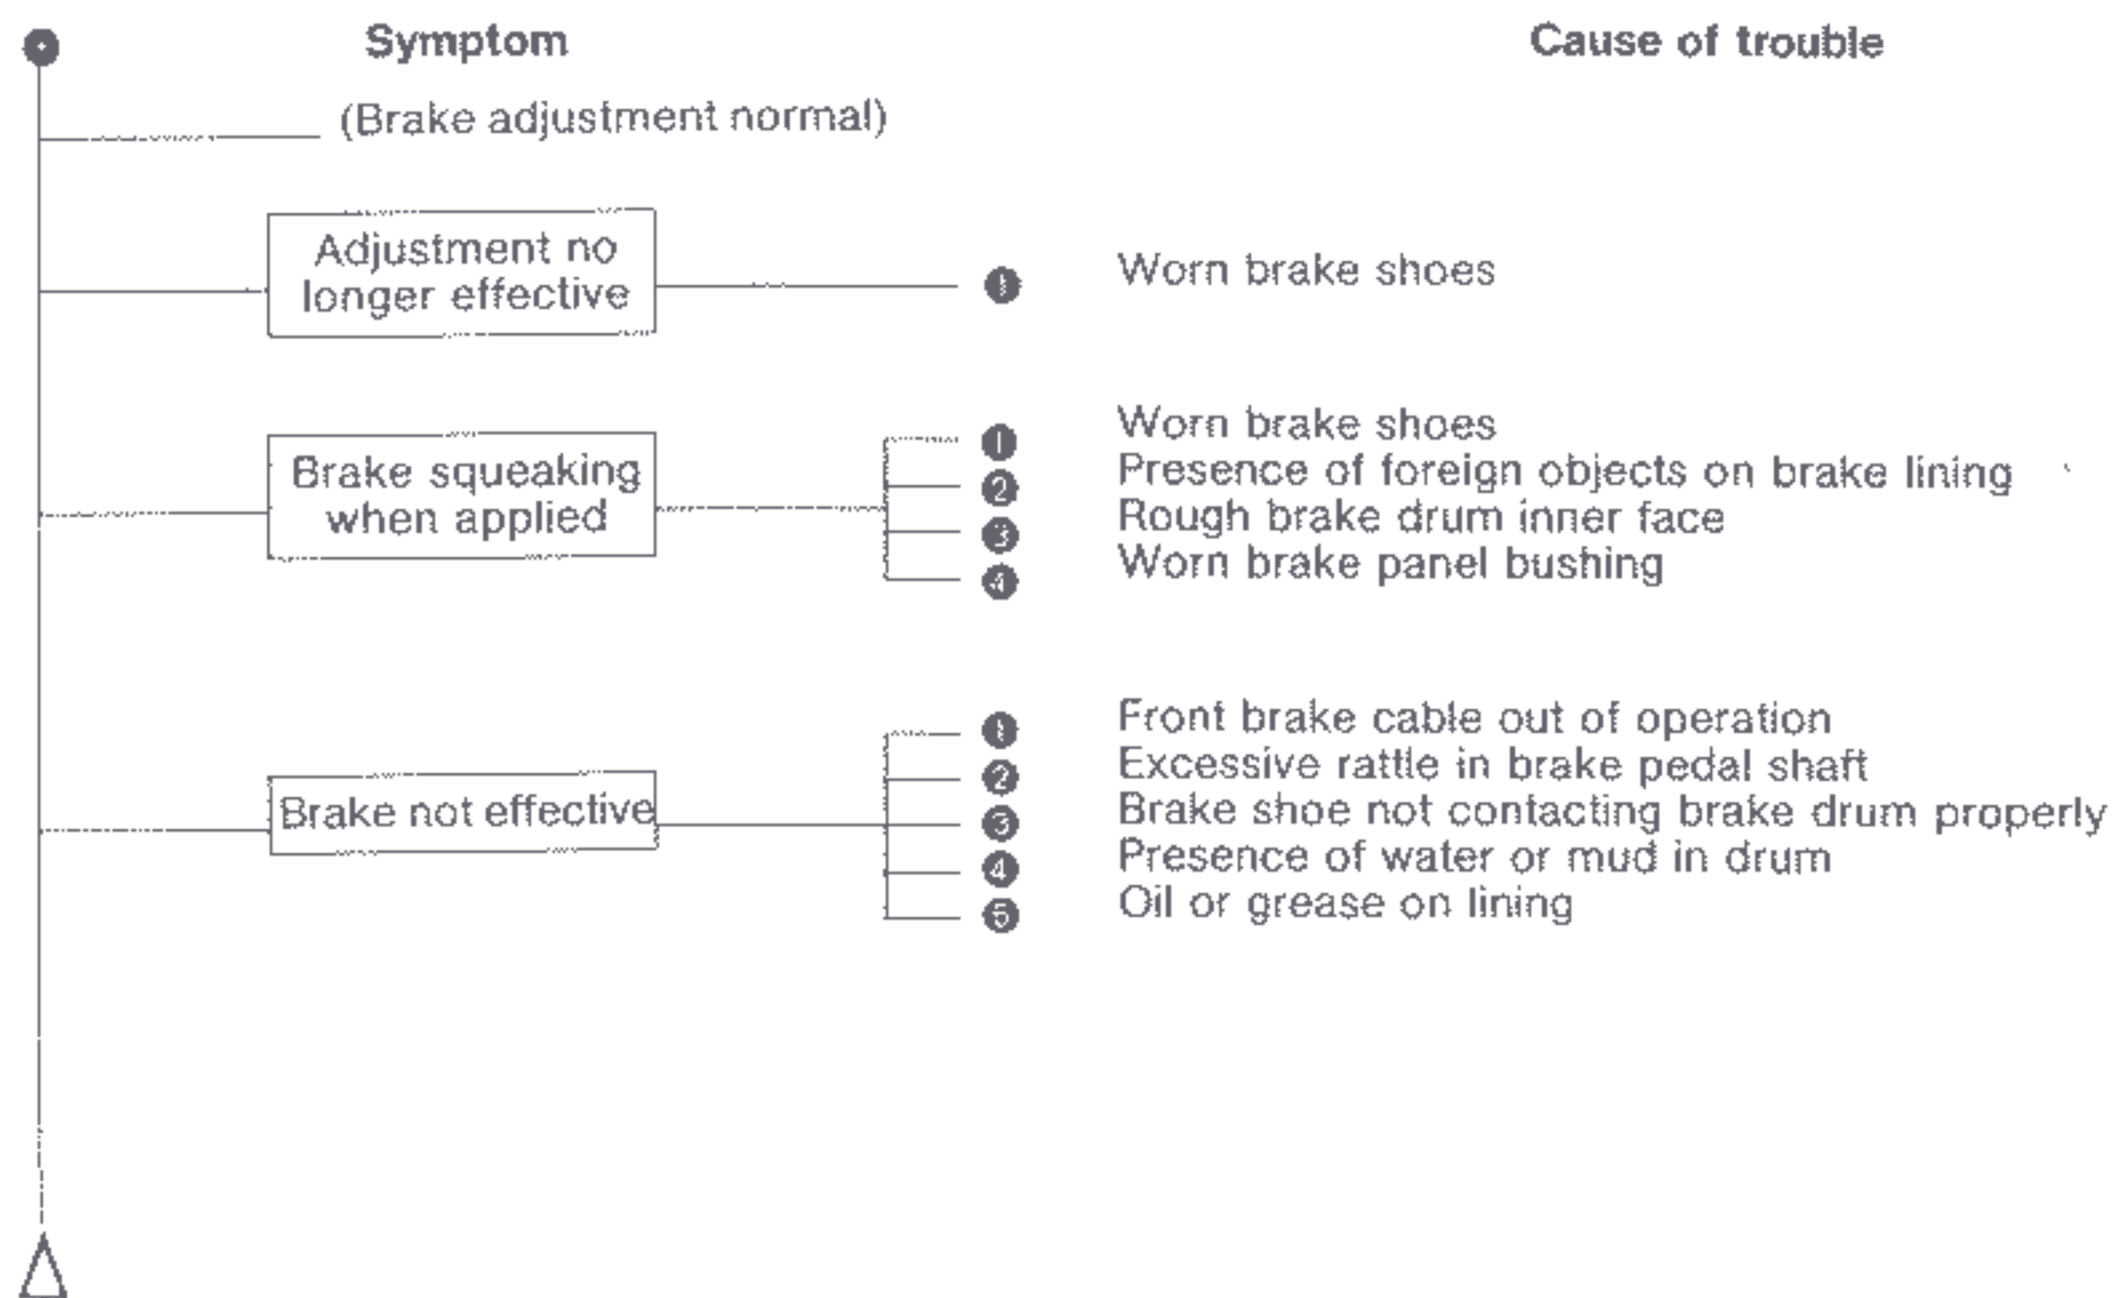 Symptom Cause of trouble
(Brake adjustment normal)
Adjustment no
longer effective
1 Worn brake shoes
Brake squeaking
when applied
1 Worn brake shoes
2 Presence of foreign objects on brake lining
3 Rough brake drum inner face
4 Worn brake panel bushing
Brake not effective
1 Front brake cable out of operation
2 Excessive rattle in brake pedal shaft
3 Brake shoe not contacting brake drum properly
4 Presence of water or mud in drum
5 Oil or grease on lining